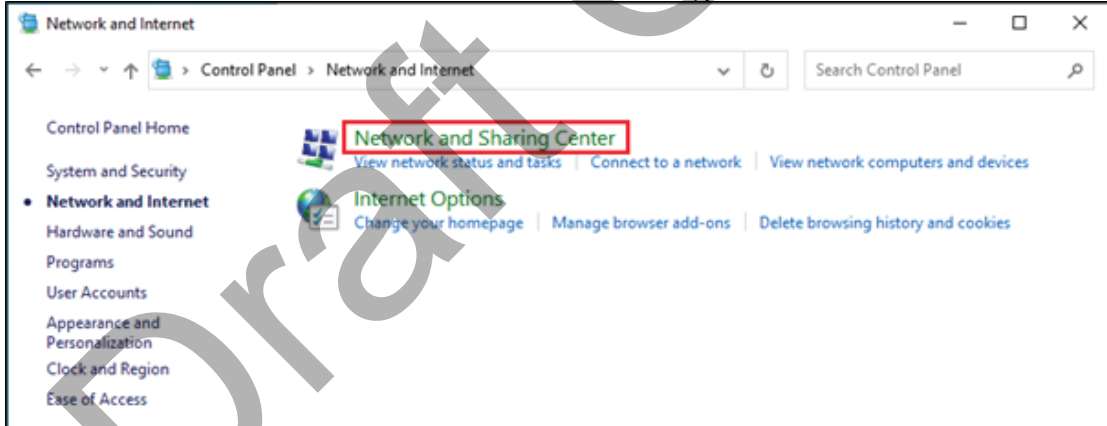 Network and Internet
Control Panel > Network and Internet
Search Control Panel
Control Panel Home
System and Security
Network and Internet
Hardware and Sound
Programs
User Accounts
Appearance and
Personalization
Clock and Region
Ease of Access
Network and Sharing Center
View network status and tasks | Connect to a network | View network computers and devices
Internet Options
Change your homepage | Manage browser add-ons | Delete browsing history and cookies
Draft